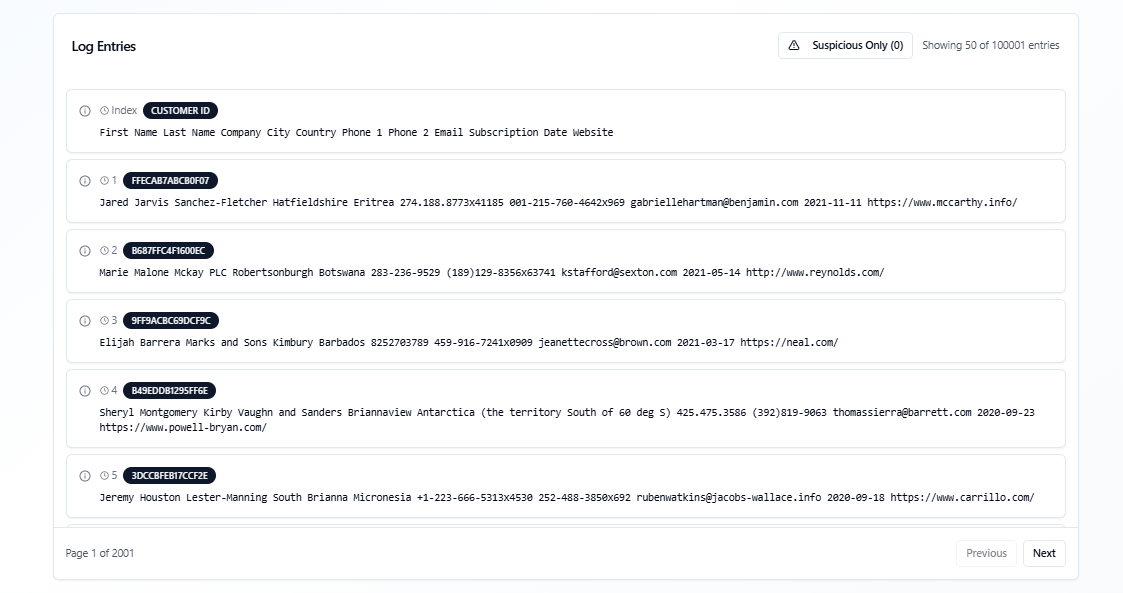 Log Entries
Suspicious Only (0)
Showing 50 of 100001 entries
Index CUSTOMER ID
First Name Last Name Company City Country Phone 1 Phone 2 Email Subscription Date Website
1 FFECAB7ABCB0F07
Jared Jarvis Sanchez-Fletcher Hatfieldshire Eritrea 274.188.8773x41185 001-215-760-4642x969 gabriellehartman@benjamin.com 2021-11-11 https://www.mccarthy.info/
2 B687FFC4F1600EC
Marie Malone Mckay PLC Robertsonburgh Botswana 283-236-9529 (189)129-8356x63741 kstafford@sexton.com 2021-05-14 http://www.reynolds.com/
3 9FF9ACBC69DCF9C
Elijah Barrera Marks and Sons Kimbury Barbados 8252703789 459-916-7241x0909 jeanettecross@brown.com 2021-03-17 https://neal.com/
4 B49EDDB1295FF6E
Sheryl Montgomery Kirby Vaughn and Sanders Briannaview Antarctica (the territory South of 60 deg S) 425.475.3586 (392)819-9063 thomassierra@barrett.com 2020-09-23
https://www.powell-bryan.com/
5 3DCCBFEB17CCF2E
Jeremy Houston Lester-Manning South Brianna Micronesia +1-223-666-5313x4530 252-488-3850x692 rubenwatkins@jacobs-wallace.info 2020-09-18 https://www.carrillo.com/
Page 1 of 2001
Previous
Next